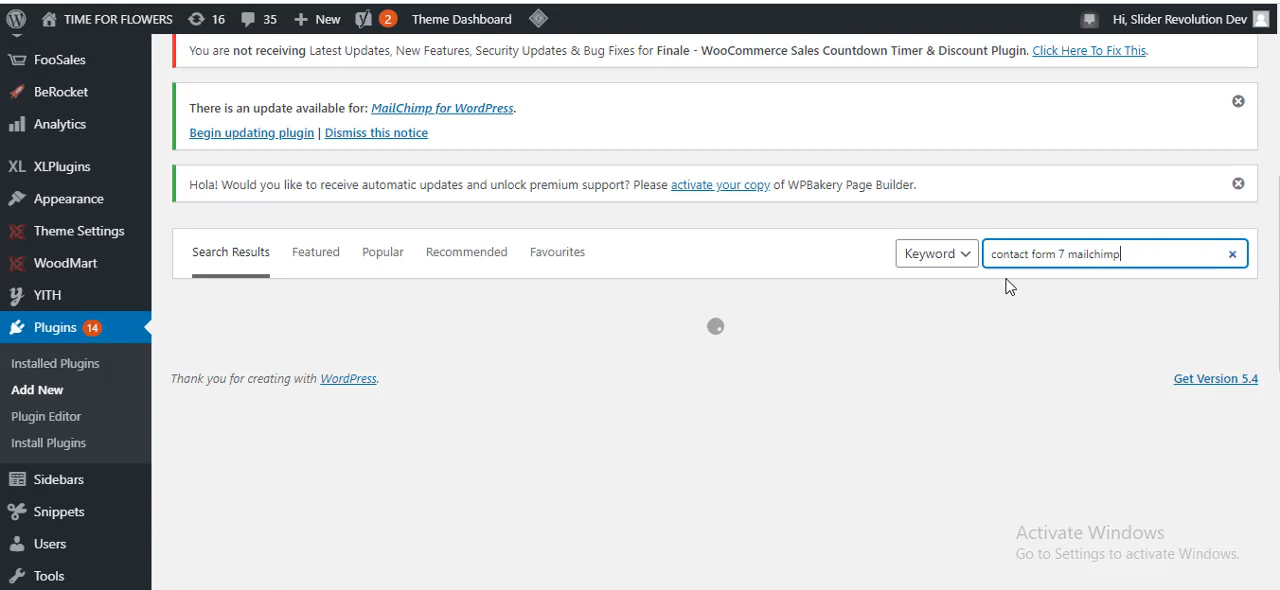 TIME FOR FLOWERS 16 35 New 2 Theme Dashboard Hi, Slider Revolution Dev
FooSales
BeRocket
Analytics
XL XLPlugins
Appearance
Theme Settings
WoodMart
YITH
Plugins 14
Installed Plugins
Add New
Plugin Editor
Install Plugins
Sidebars
Snippets
Users
Tools
You are not receiving Latest Updates, New Features, Security Updates & Bug Fixes for Finale - WooCommerce Sales Countdown Timer & Discount Plugin. Click Here To Fix This.
There is an update available for: MailChimp for WordPress.
Begin updating plugin | Dismiss this notice
Hola! Would you like to receive automatic updates and unlock premium support? Please activate your copy of WPBakery Page Builder.
Search Results Featured Popular Recommended Favourites Keyword contact form 7 mailchimp
Thank you for creating with WordPress. Get Version 5.4
Activate Windows
Go to Settings to activate Windows.